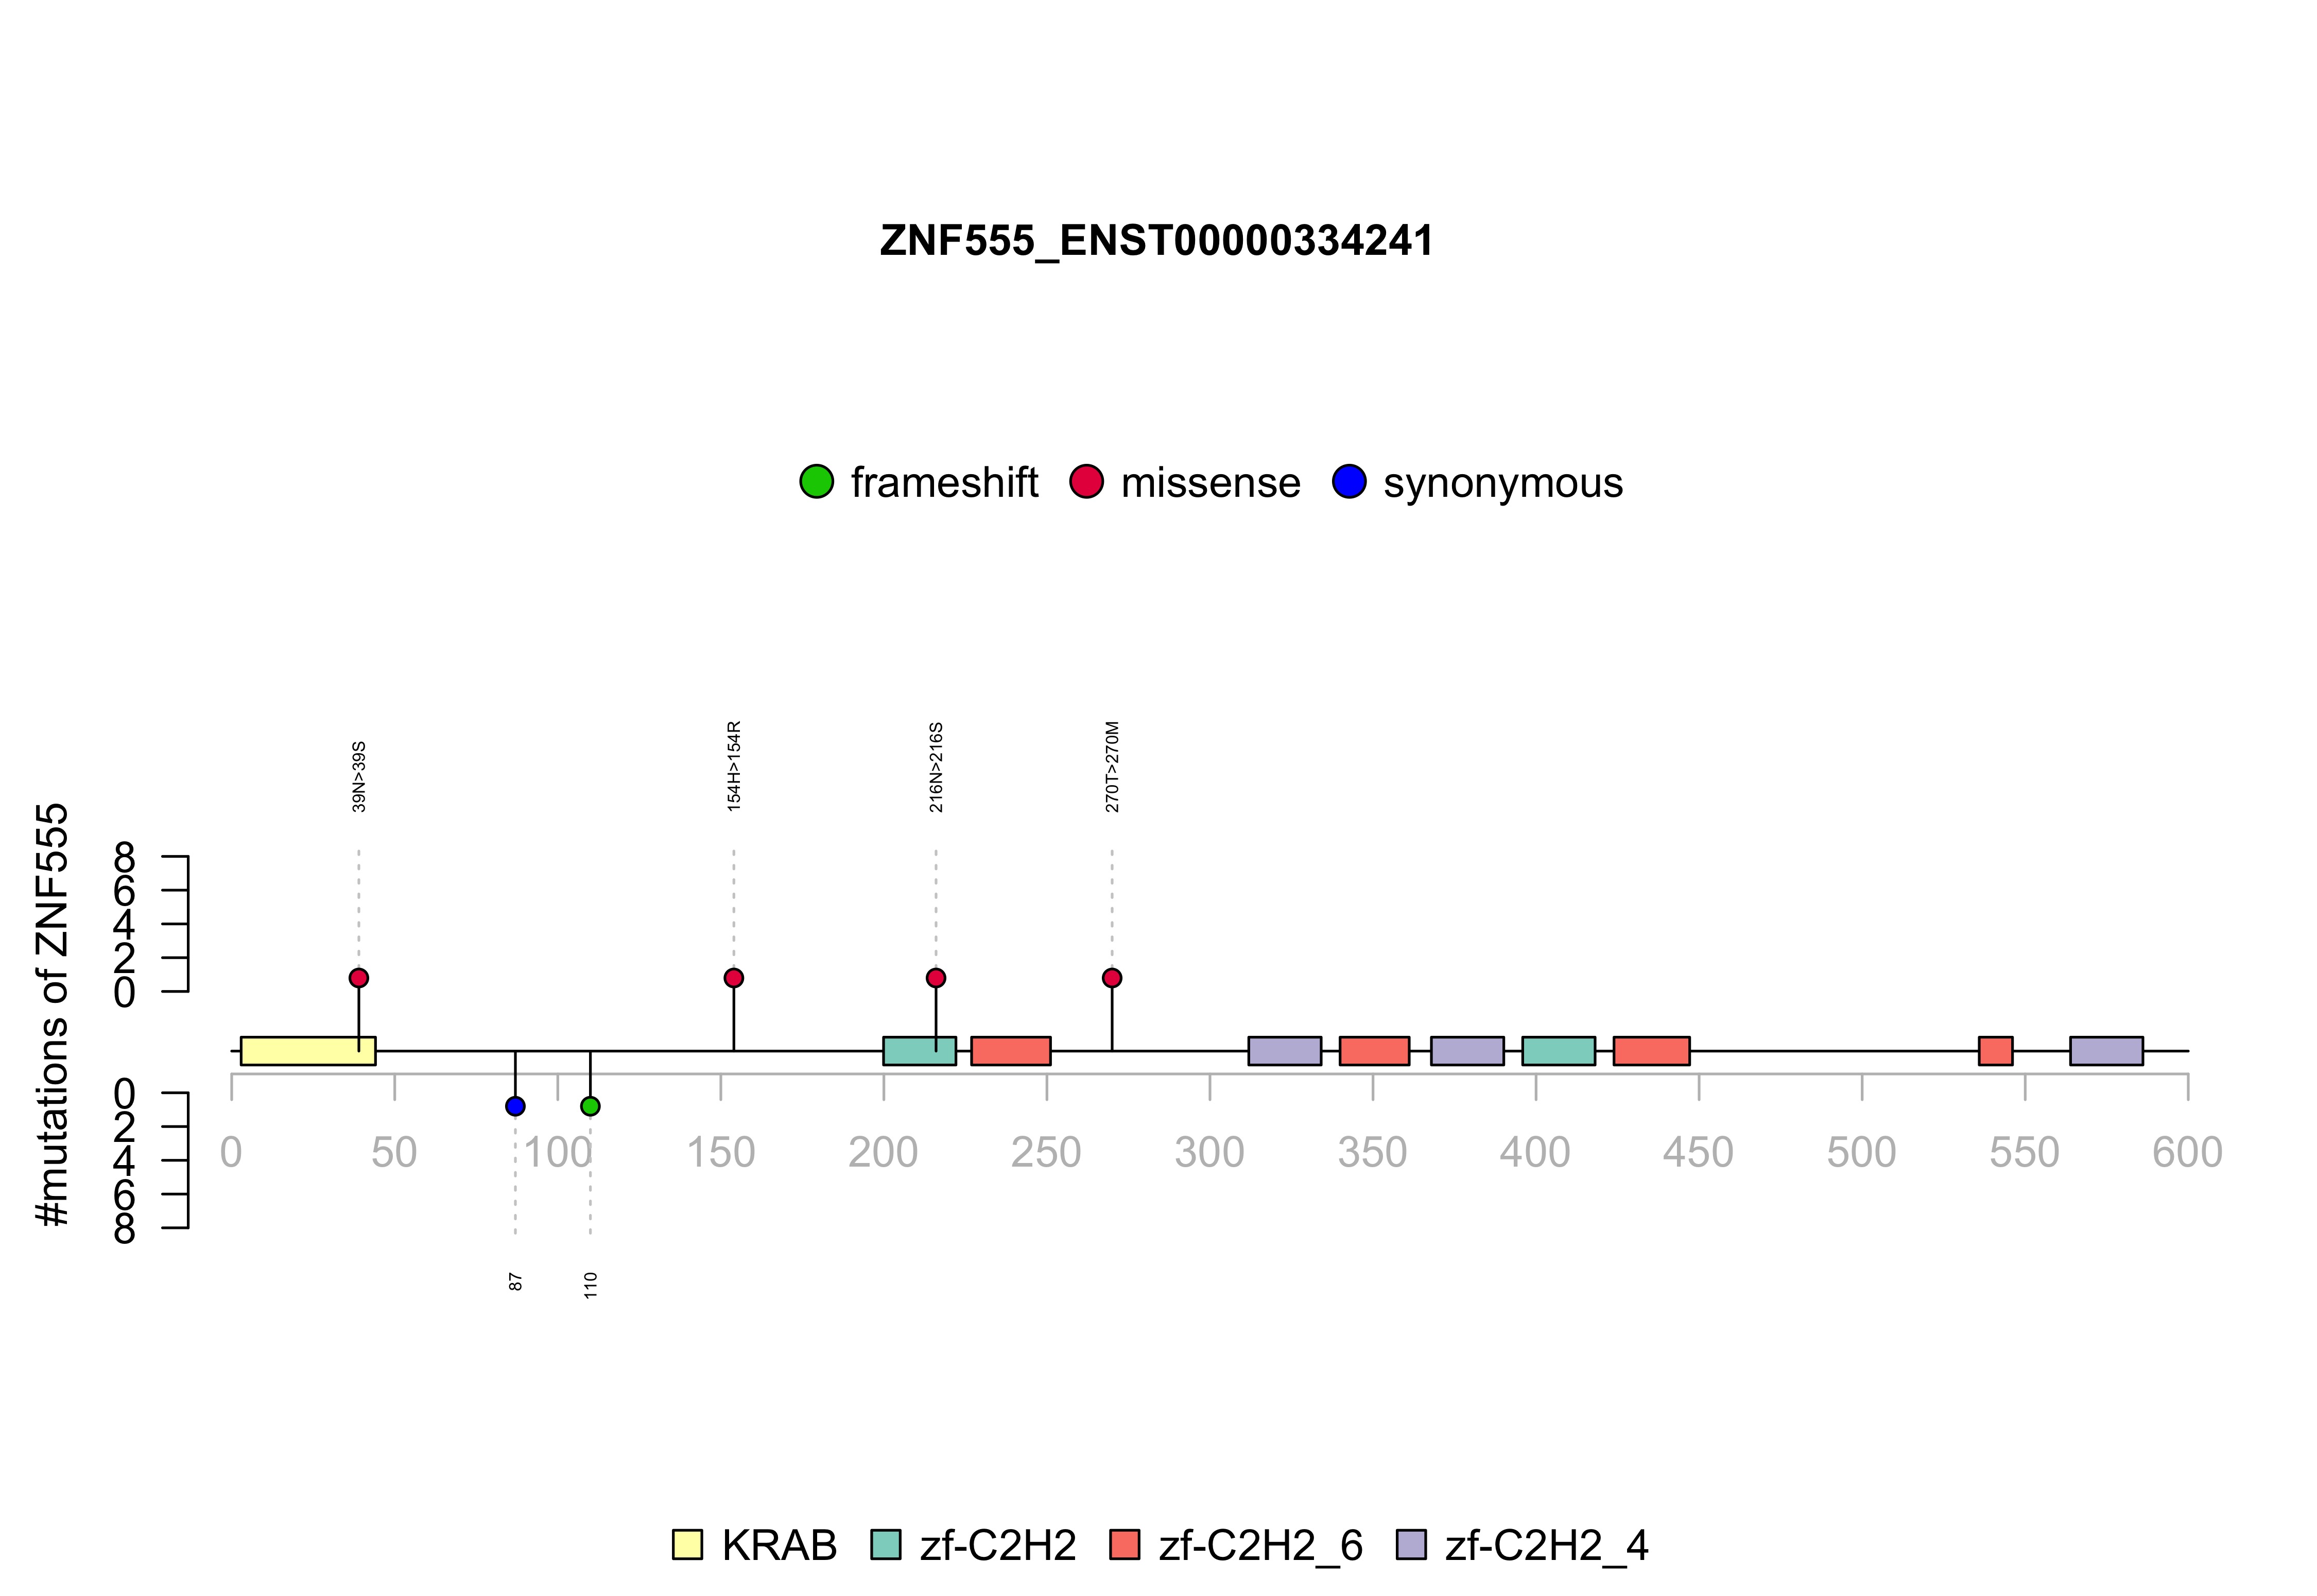 ZNF555_ENST00000334241
frameshift missense synonymous
39N>39S
154H>154R
216N>216S
270T>270M
#mutations of ZNF555
8
6
4
2
0
0
2
4
6
8
0 50 100 150 200 250 300 350 400 450 500 550 600
87
110
KRAB zf-C2H2 zf-C2H2_6 zf-C2H2_4